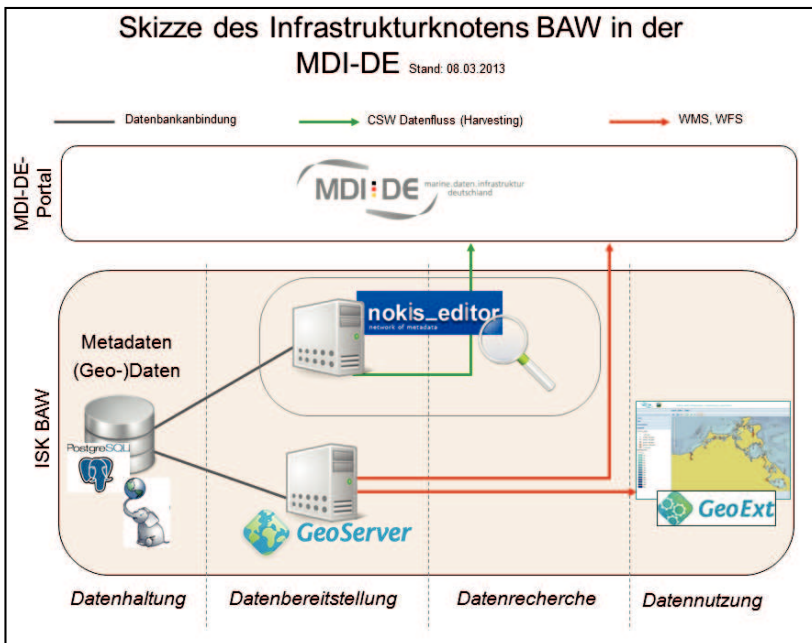 Skizze des Infrastrukturknotens BAW in der
MDI-DE Stand: 08.03.2013
Datenbankanbindung
CSW Datenfluss (Harvesting)
WMS, WFS
MDI-DE-
Portal
MDI:DE
marine.daten.infrastruktur
deutschland
nokis_editor
network of metadata
Metadaten
(Geo-)Daten
ISK BAW
PostgreSQL
GeoServer
GeoExt
Datenhaltung
Datenbereitstellung
Datenrecherche
Datennutzung